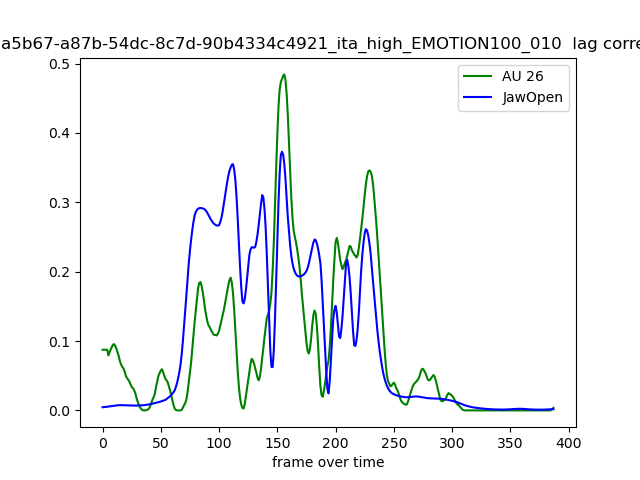 a5b67-a87b-54dc-8c7d-90b4334c4921_ita_high_EMOTION100_010 lag corre
AU 26
JawOpen
0.5
0.4
0.3
0.2
0.1
0.0
0 50 100 150 200 250 300 350 400
frame over time